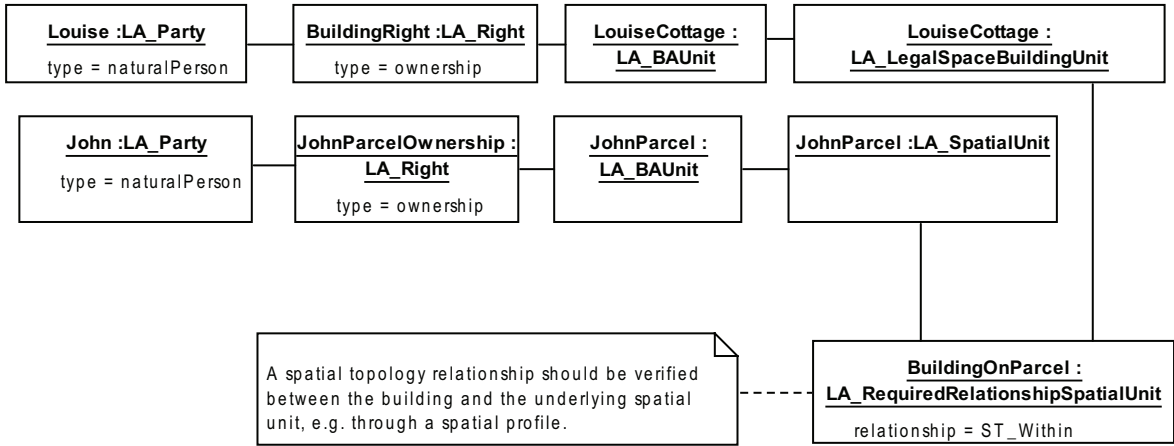 Louise :LA_Party
type = naturalPerson
BuildingRight :LA_Right
type = ownership
LouiseCottage :
LA_BAUnit
LouiseCottage :
LA_LegalSpaceBuildingUnit
John :LA_Party
type = naturalPerson
JohnParcelOwnership :
LA_Right
type = ownership
JohnParcel :
LA_BAUnit
JohnParcel :LA_SpatialUnit
A spatial topology relationship should be verified
between the building and the underlying spatial
unit, e.g. through a spatial profile.
BuildingOnParcel :
LA_RequiredRelationshipSpatialUnit
relationship = ST_Within